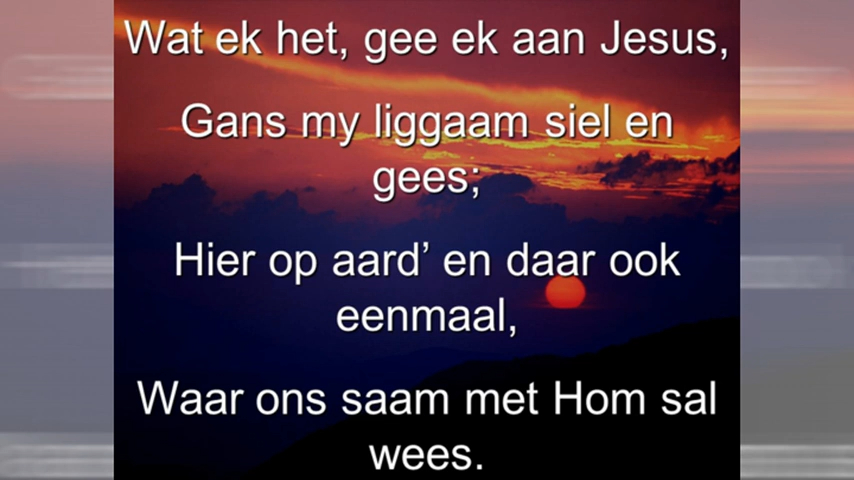 Wat ek het, gee ek aan Jesus,
Gans my liggaam siel en
gees;
Hier op aard’ en daar ook
eenmaal,
Waar ons saam met Hom sal
wees.